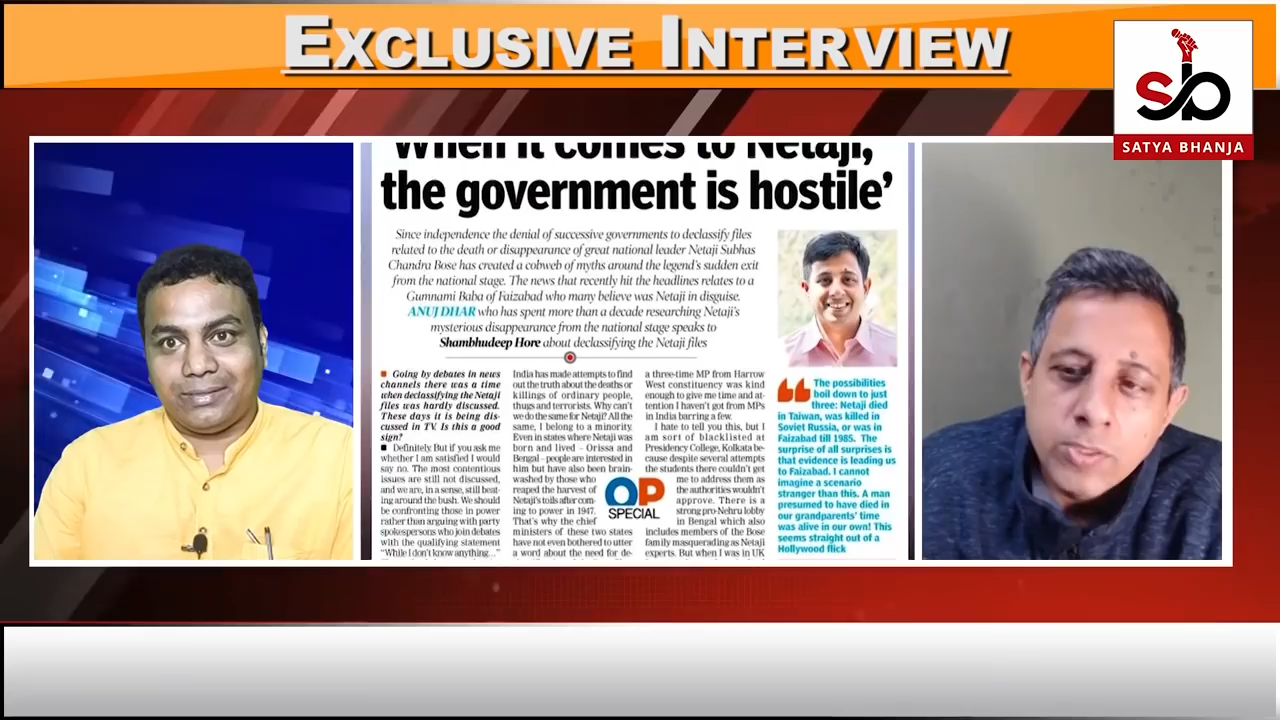 EXCLUSIVE INTERVIEW
sb
SATYA BHANJA
'When it comes to Netaji,
the government is hostile'
Since independence the denial of successive governments to declassify files
related to the death or disappearance of great national leader Netaji Subhas
Chandra Bose has created a cobweb of myths around the legend's sudden exit
from the national stage. The news that recently hit the headlines relates to a
Gumnami Baba of Faizabad who many believe was Netaji in disguise.
ANUJ DHAR who has spent more than a decade researching Netaji's
mysterious disappearance from the national stage speaks to
Shambhudeep Hore about declassifying the Netaji files
Going by debates in news
channels there was a time
when declassifying the Netaji
files was hardly discussed.
These days it is being dis-
cussed in TV. Is this a good
sign?
Definitely. But if you ask me
whether I am satisfied I would
say no. The most contentious
issues are still not discussed,
and we are, in a sense, still beat-
ing around the bush. We should
be confronting those in power
rather than arguing with party
spokespersons who join debates
with the qualifying statement
"While I don't know anything..."
India has made attempts to find
out the truth about the deaths or
killings of ordinary people,
thugs and terrorists. Why can't
we do the same for Netaji? All the
same, I belong to a minority.
Even in states where Netaji was
born and lived – Orissa and
Bengal – people are interested in
him but have also been brain-
washed by those who
reaped the harvest of
Netaji's toils after com-
ing to power in 1947.
That's why the chief
ministers of these two states
have not even bothered to utter
a word about the need for de-
OP
SPECIAL
a three-time MP from Harrow
West constituency was kind
enough to give me time and at-
tention I haven't got from MPs
in India barring a few.
I hate to tell you this, but I
am sort of blacklisted at
Presidency College, Kolkata be-
cause despite several attempts
the students there couldn't get
me to address them as
the authorities wouldn't
approve. There is a
strong pro-Nehru lobby
in Bengal which also
includes members of the Bose
family masquerading as Netaji
experts. But when I was in UK
The possibilities
boil down to just
three: Netaji died
in Taiwan, was killed in
Soviet Russia, or was in
Faizabad till 1985. The
surprise of all surprises is
that evidence is leading us
to Faizabad. I cannot
imagine a scenario
stranger than this. A man
presumed to have died in
our grandparents' time
was alive in our own! This
seems straight out of a
Hollywood flick